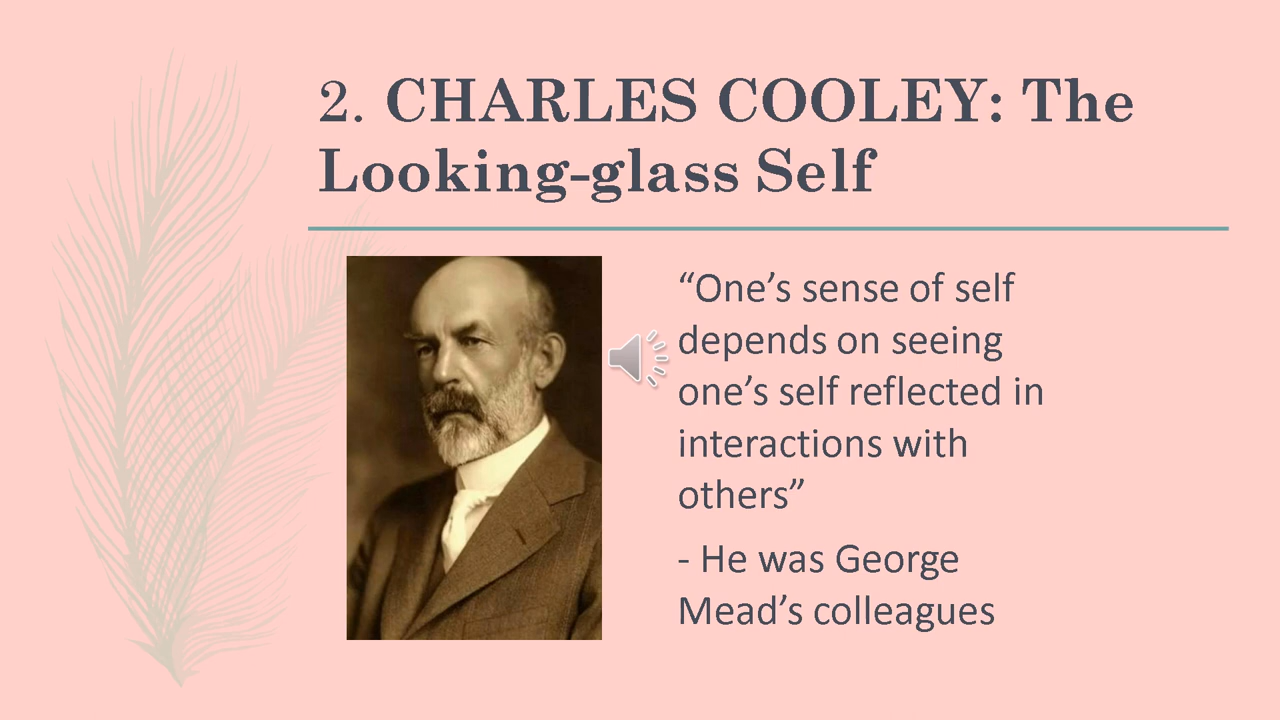 2. CHARLES COOLEY: The
Looking-glass Self
“One’s sense of self
depends on seeing
one’s self reflected in
interactions with
others”
- He was George
Mead’s colleagues